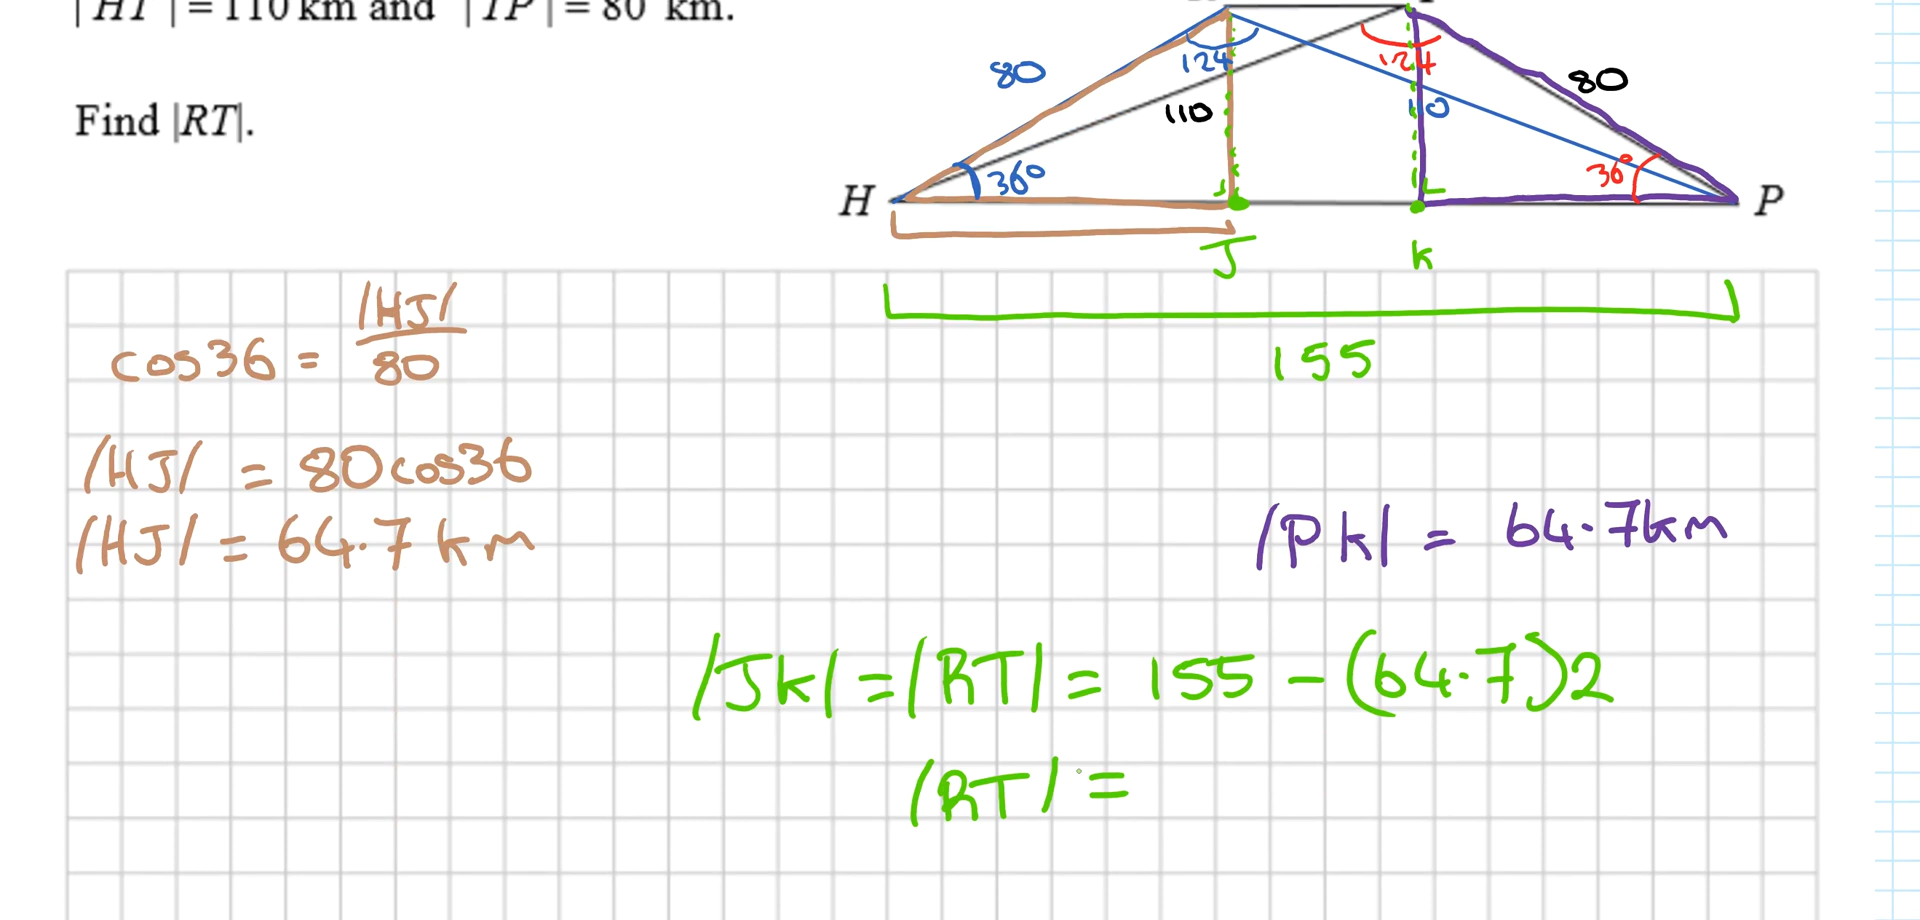 |HT| = 110 km and |TP| = 80 km.
Find |RT|.
80
124
124
80
110
10
36°
36°
H
P
J
K
155
cos36 = |HJ| / 80
|HJ| = 80cos36
|HJ| = 64.7 km
|PK| = 64.7km
|JK| = |RT| = 155 - (64.7)2
|RT| =